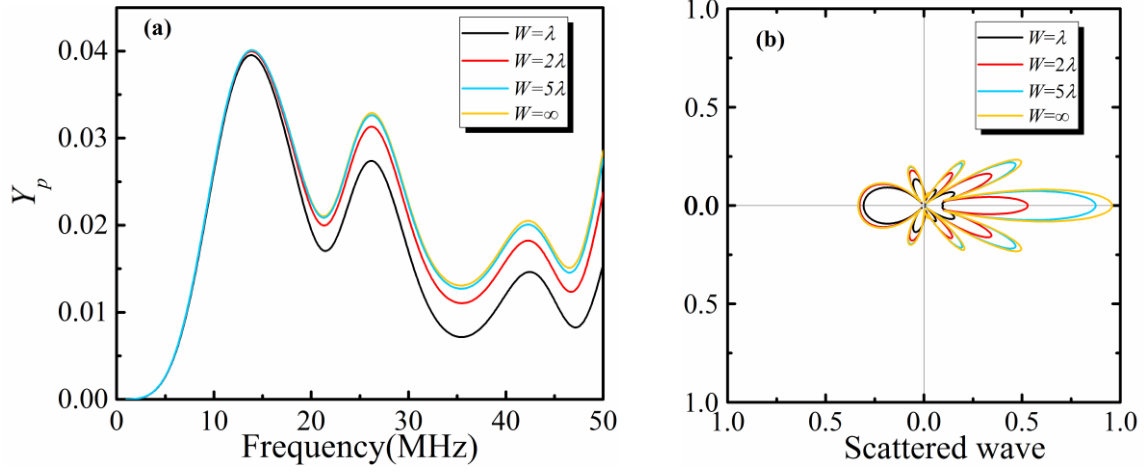 (a)
W=λ
W=2λ
W=5λ
W=∞
0.04
0.03
0.02
0.01
0.00
Y_p
0 10 20 30 40 50
Frequency(MHz)
(b)
W=λ
W=2λ
W=5λ
W=∞
1.0
0.5
0.0
0.5
1.0
1.0 0.5 0.0 0.5 1.0
Scattered wave